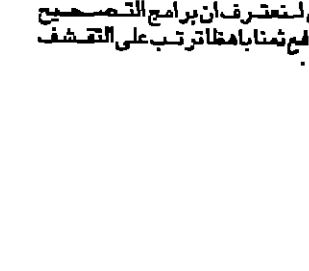 لنعترف ان برامج التصحيح
ثمنا باهظا ترتب على التقشف
.